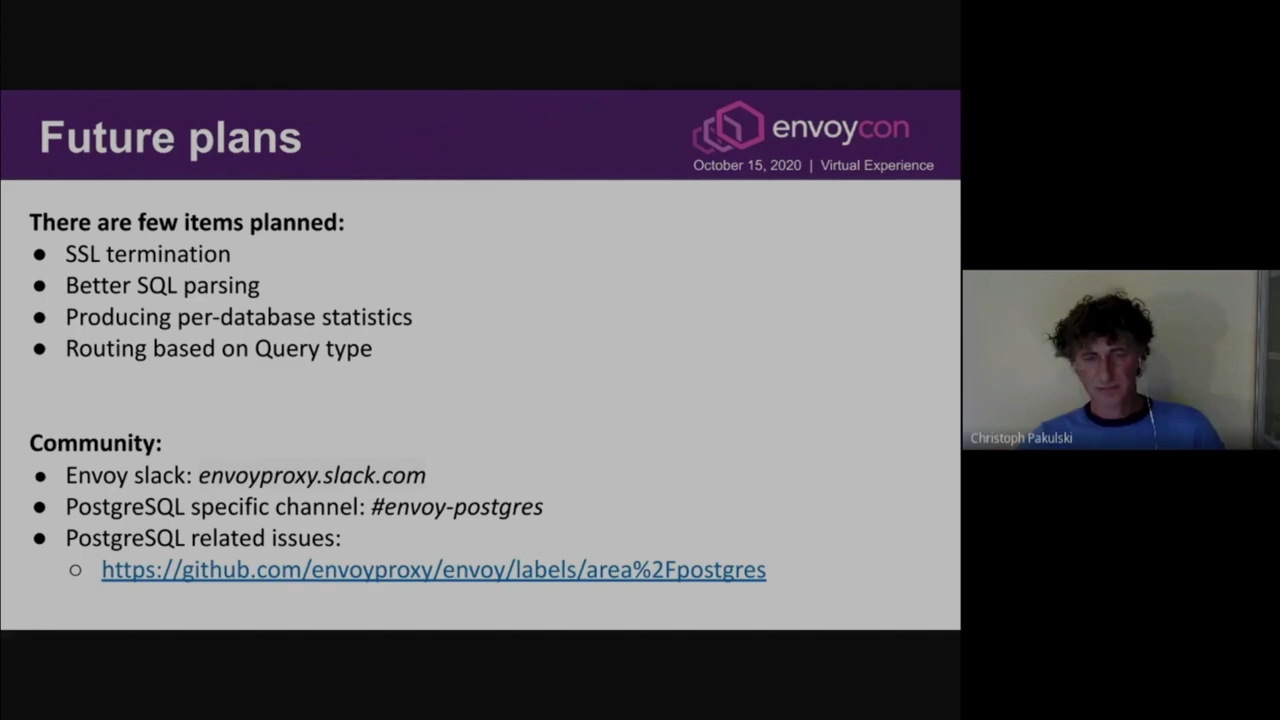 Future plans
envoycon
October 15, 2020 | Virtual Experience
There are few items planned:
● SSL termination
● Better SQL parsing
● Producing per-database statistics
● Routing based on Query type
Community:
● Envoy slack: envoyproxy.slack.com
● PostgreSQL specific channel: #envoy-postgres
● PostgreSQL related issues:
○ https://github.com/envoyproxy/envoy/labels/area%2Fpostgres
Christoph Pakulski